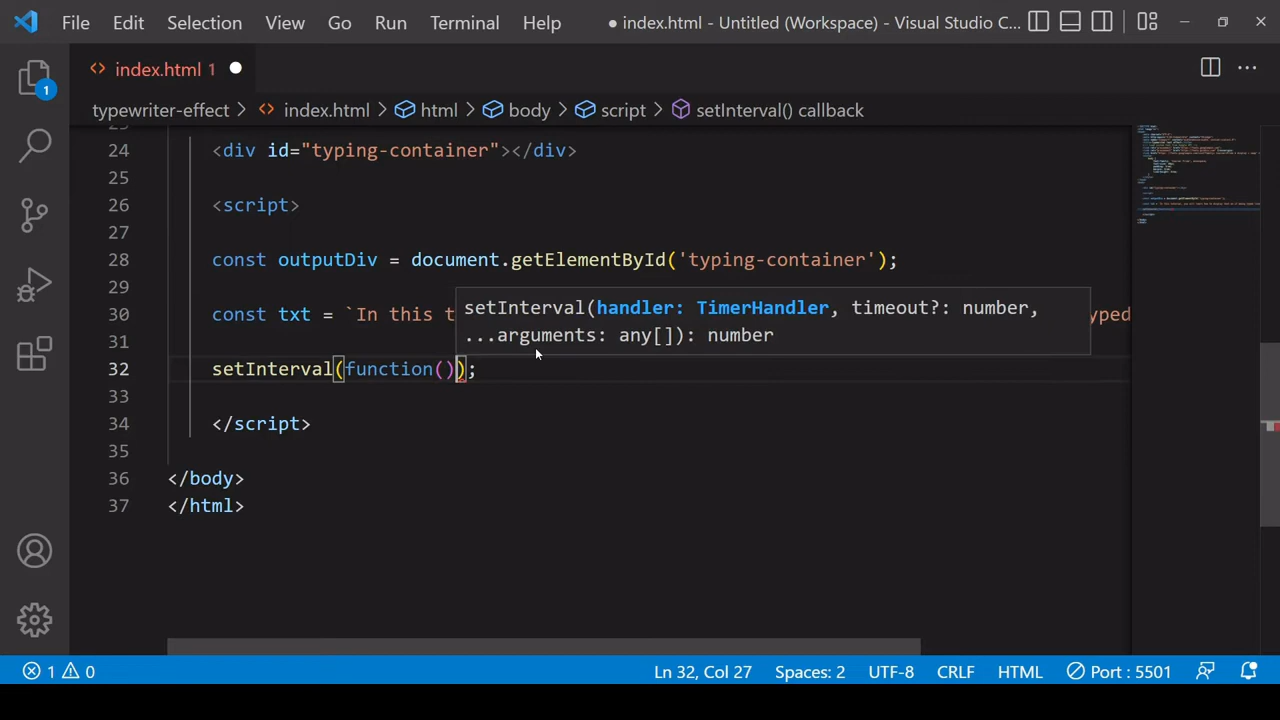 File Edit Selection View Go Run Terminal Help ● index.html - Untitled (Workspace) - Visual Studio C...
1
index.html 1
typewriter-effect > index.html > html > body > script > setInterval() callback
24 <div id="typing-container"></div>
25
26 <script>
27
28 const outputDiv = document.getElementById('typing-container');
29
setInterval(handler: TimerHandler, timeout?: number,
30 const txt = `In this t yped
...arguments: any[]): number
31
32 setInterval(function());
33
34 </script>
35
36 </body>
37 </html>
1 0 Ln 32, Col 27 Spaces: 2 UTF-8 CRLF HTML Port : 5501